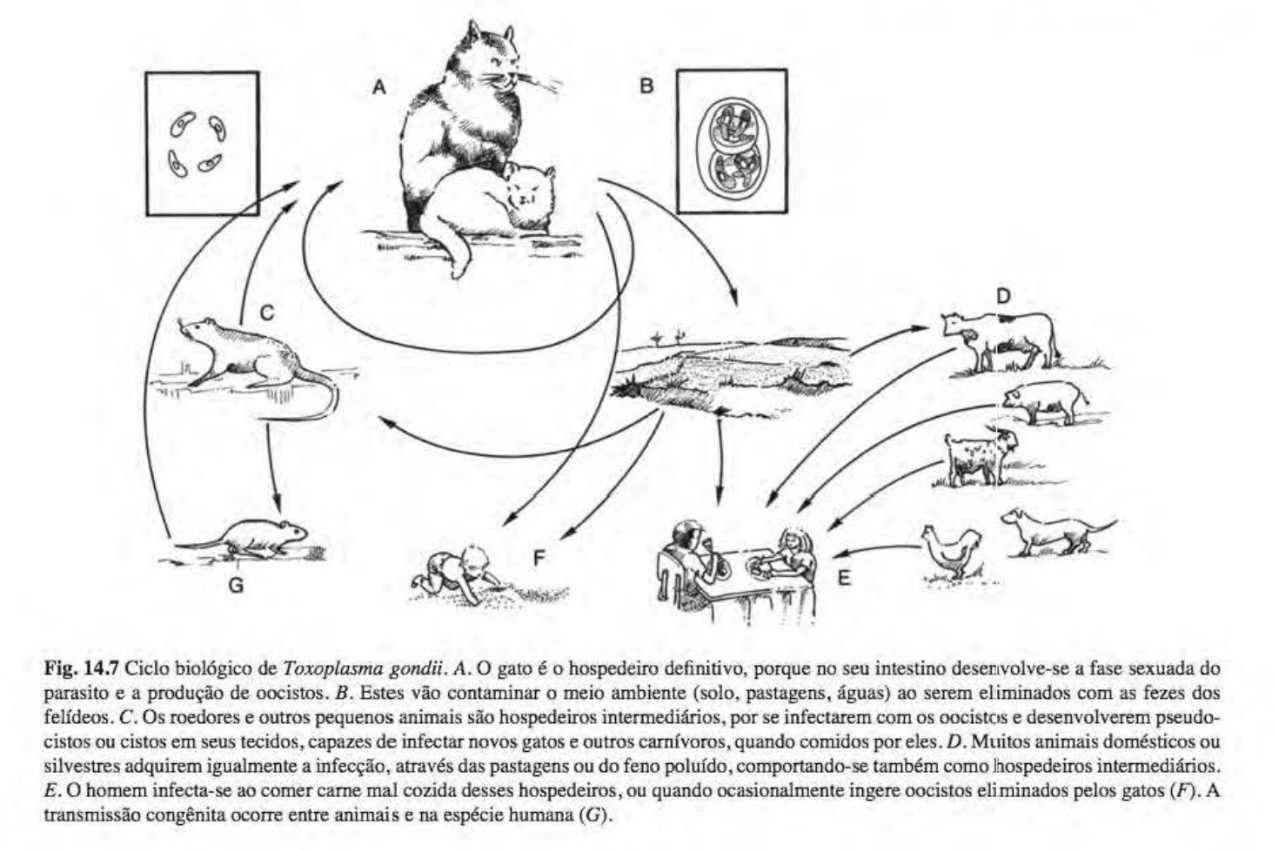 A
B
C
D
E
F
G
Fig. 14.7 Ciclo biológico de Toxoplasma gondii. A. O gato é o hospedeiro definitivo, porque no seu intestino desenvolve-se a fase sexuada do
parasito e a produção de oocistos. B. Estes vão contaminar o meio ambiente (solo, pastagens, águas) ao serem eliminados com as fezes dos
felídeos. C. Os roedores e outros pequenos animais são hospedeiros intermediários, por se infectarem com os oocistos e desenvolverem pseudo-
cistos ou cistos em seus tecidos, capazes de infectar novos gatos e outros carnívoros, quando comidos por eles. D. Muitos animais domésticos ou
silvestres adquirem igualmente a infecção, através das pastagens ou do feno poluído, comportando-se também como hospedeiros intermediários.
E. O homem infecta-se ao comer carne mal cozida desses hospedeiros, ou quando ocasionalmente ingere oocistos eliminados pelos gatos (F). A
transmissão congênita ocorre entre animais e na espécie humana (G).